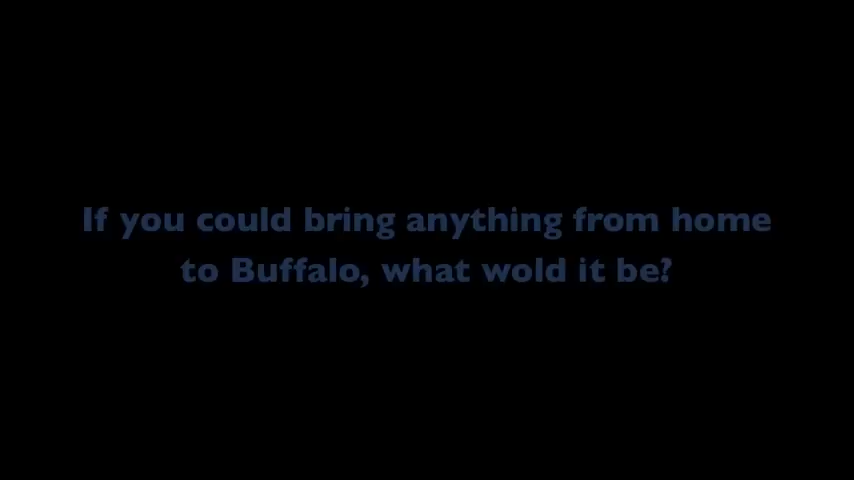 If you could bring anything from home
to Buffalo, what wold it be?